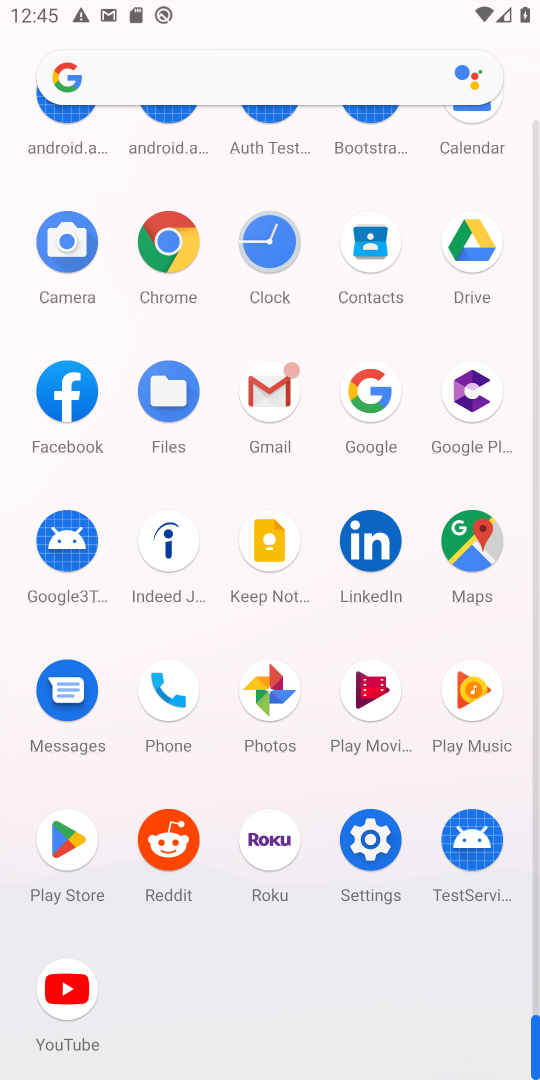 12:45
android.a...
android.a...
Auth Test...
Bootstra...
Calendar
Camera
Chrome
Clock
Contacts
Drive
Facebook
Files
Gmail
Google
Google Pl...
Google3T...
Indeed J...
Keep Not...
LinkedIn
Maps
Messages
Phone
Photos
Play Movi...
Play Music
Play Store
Reddit
Roku
Settings
TestServi...
YouTube